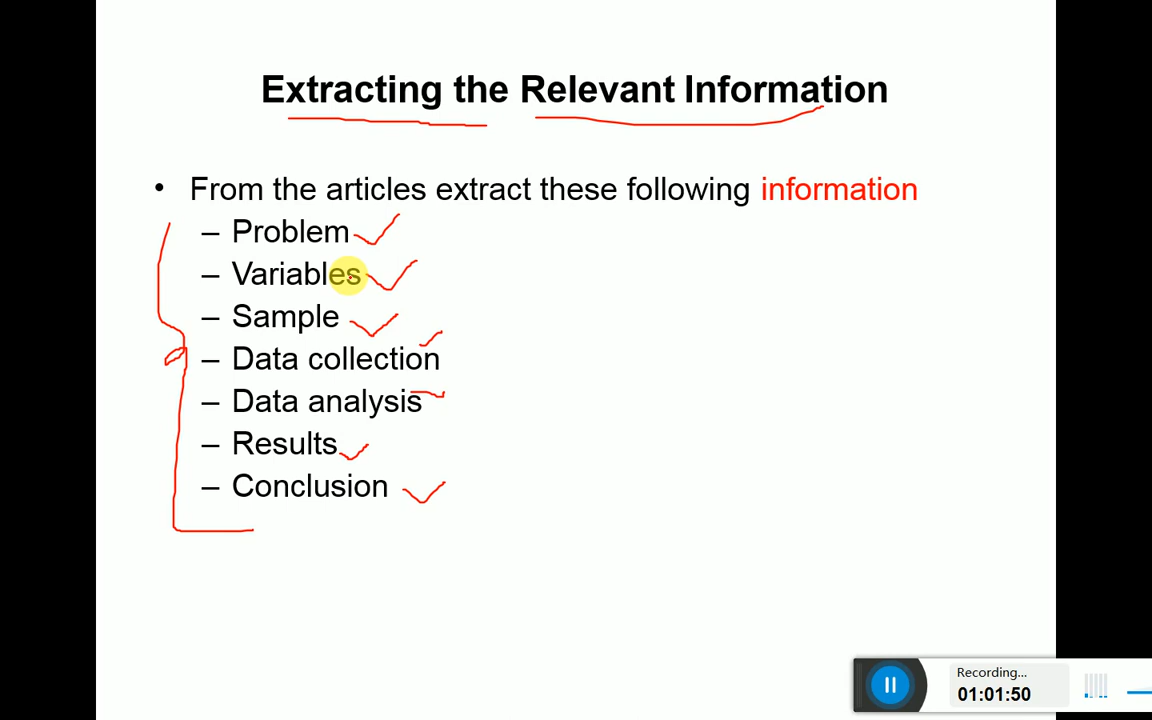 Extracting the Relevant Information
• From the articles extract these following information
– Problem
– Variables
– Sample
– Data collection
– Data analysis
– Results
– Conclusion
Recording...
01:01:50